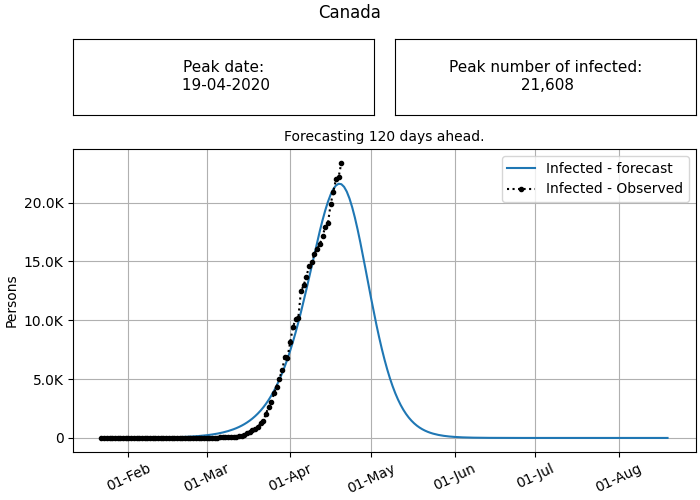 Canada
Peak date:
19-04-2020
Peak number of infected:
21,608
Forecasting 120 days ahead.
Infected - forecast
Infected - Observed
Persons
20.0K
15.0K
10.0K
5.0K
0
01-Feb
01-Mar
01-Apr
01-May
01-Jun
01-Jul
01-Aug